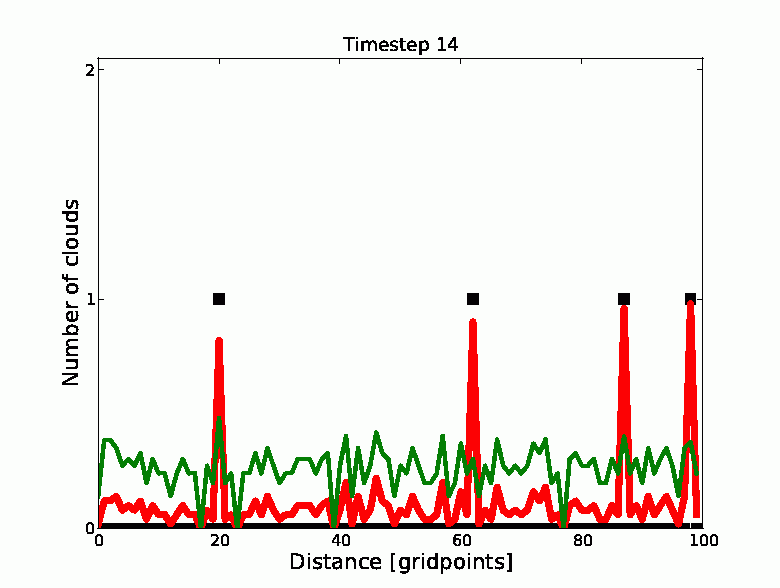 Timestep 14
2
1
0
Number of clouds
0 20 40 60 80 100
Distance [gridpoints]